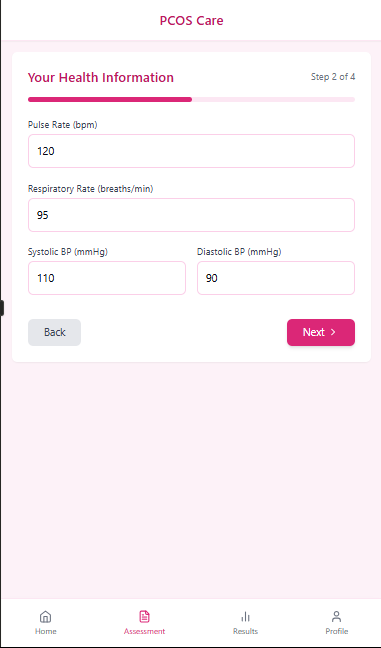 PCOS Care
Your Health Information
Step 2 of 4
Pulse Rate (bpm)
120
Respiratory Rate (breaths/min)
95
Systolic BP (mmHg)
Diastolic BP (mmHg)
110
90
Back
Next
Home
Assessment
Results
Profile